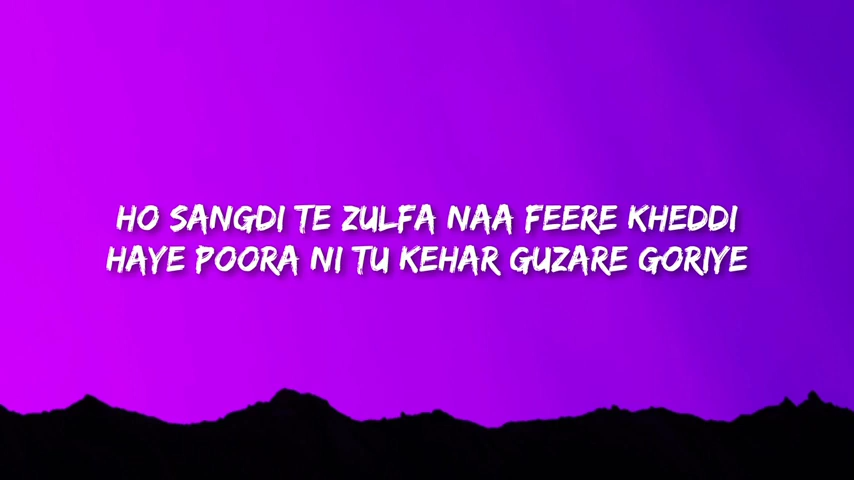 HO SANGDI TE ZULFA NAA FEERE KHEDDI
HAYE POORA NI TU KEHAR GUZARE GORIYE